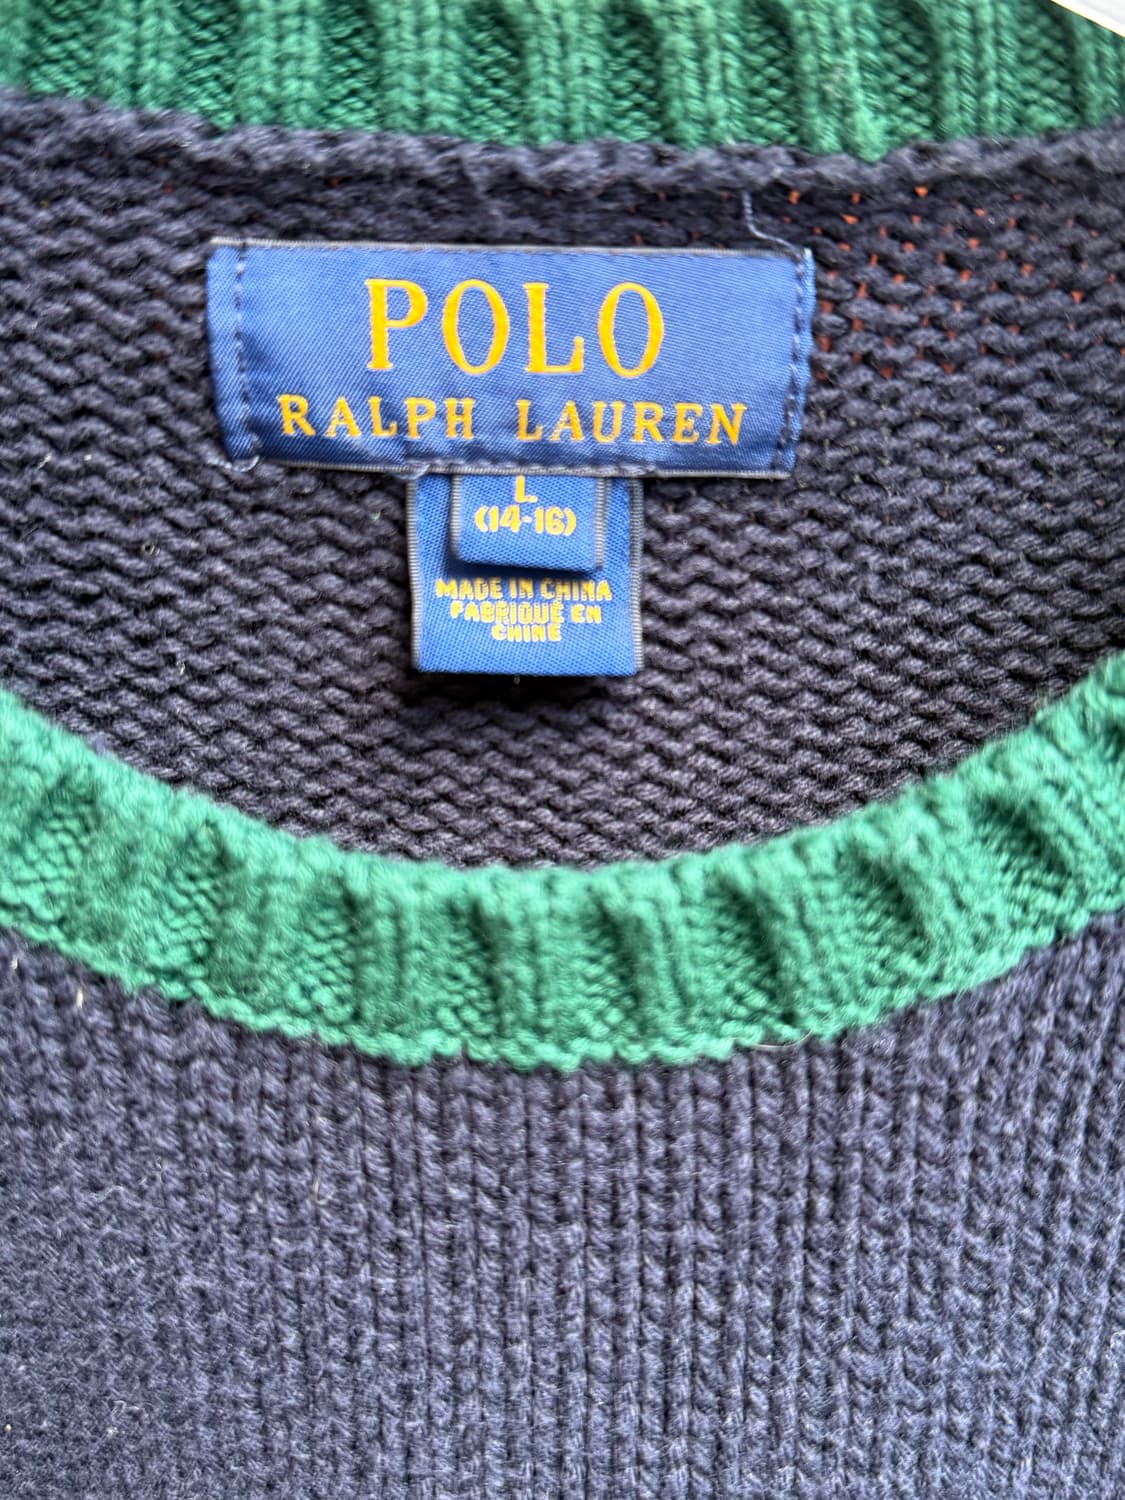 POLO
RALPH LAUREN
L
(14-16)
MADE IN CHINA
FABRIQUÉ EN
CHINE